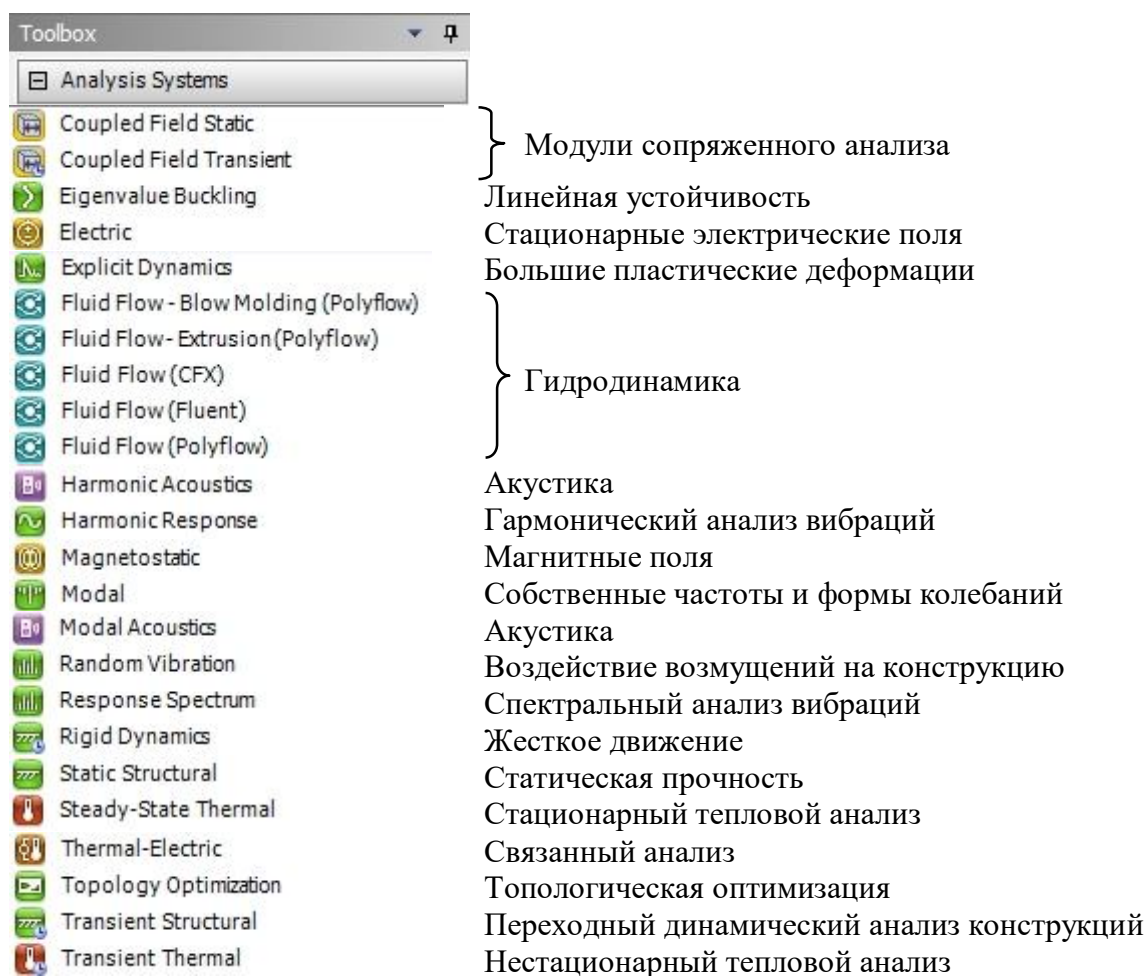 Toolbox
Analysis Systems
Coupled Field Static
Coupled Field Transient
Модули сопряженного анализа
Eigenvalue Buckling Линейная устойчивость
Electric Стационарные электрические поля
Explicit Dynamics Большие пластические деформации
Fluid Flow - Blow Molding (Polyflow)
Fluid Flow - Extrusion (Polyflow)
Fluid Flow (CFX)
Fluid Flow (Fluent)
Fluid Flow (Polyflow)
Гидродинамика
Harmonic Acoustics Акустика
Harmonic Response Гармонический анализ вибраций
Magnetostatic Магнитные поля
Modal Собственные частоты и формы колебаний
Modal Acoustics Акустика
Random Vibration Воздействие возмущений на конструкцию
Response Spectrum Спектральный анализ вибраций
Rigid Dynamics Жесткое движение
Static Structural Статическая прочность
Steady-State Thermal Стационарный тепловой анализ
Thermal-Electric Связанный анализ
Topology Optimization Топологическая оптимизация
Transient Structural Переходный динамический анализ конструкций
Transient Thermal Нестационарный тепловой анализ